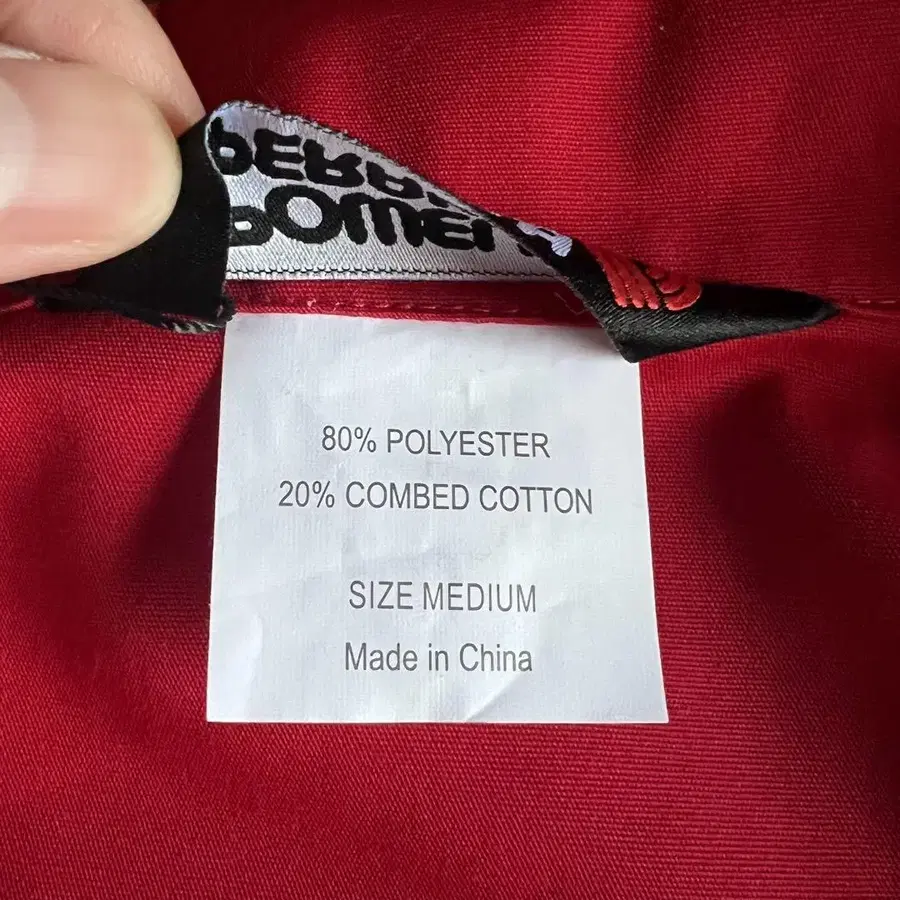 80% POLYESTER
20% COMBED COTTON
SIZE MEDIUM
Made in China